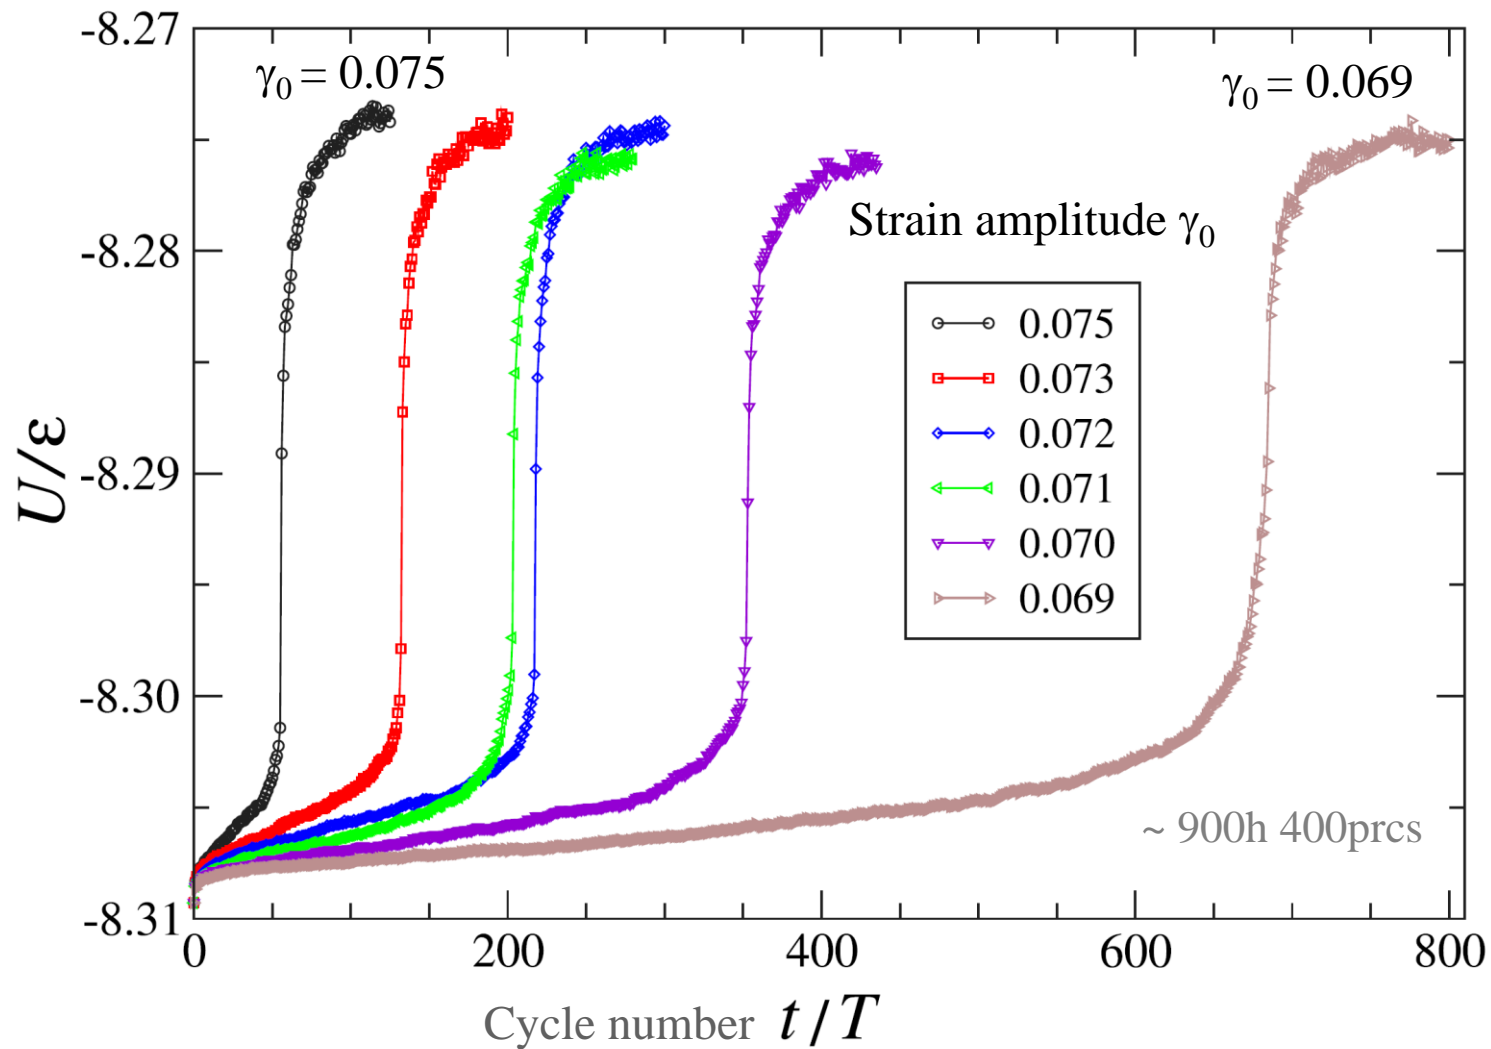 -8.27
γ0 = 0.075
γ0 = 0.069
Strain amplitude γ0
-8.28
0.075
0.073
0.072
0.071
0.070
0.069
U/ε
-8.29
-8.30
~ 900h 400prcs
-8.31
0 200 400 600 800
Cycle number t/T